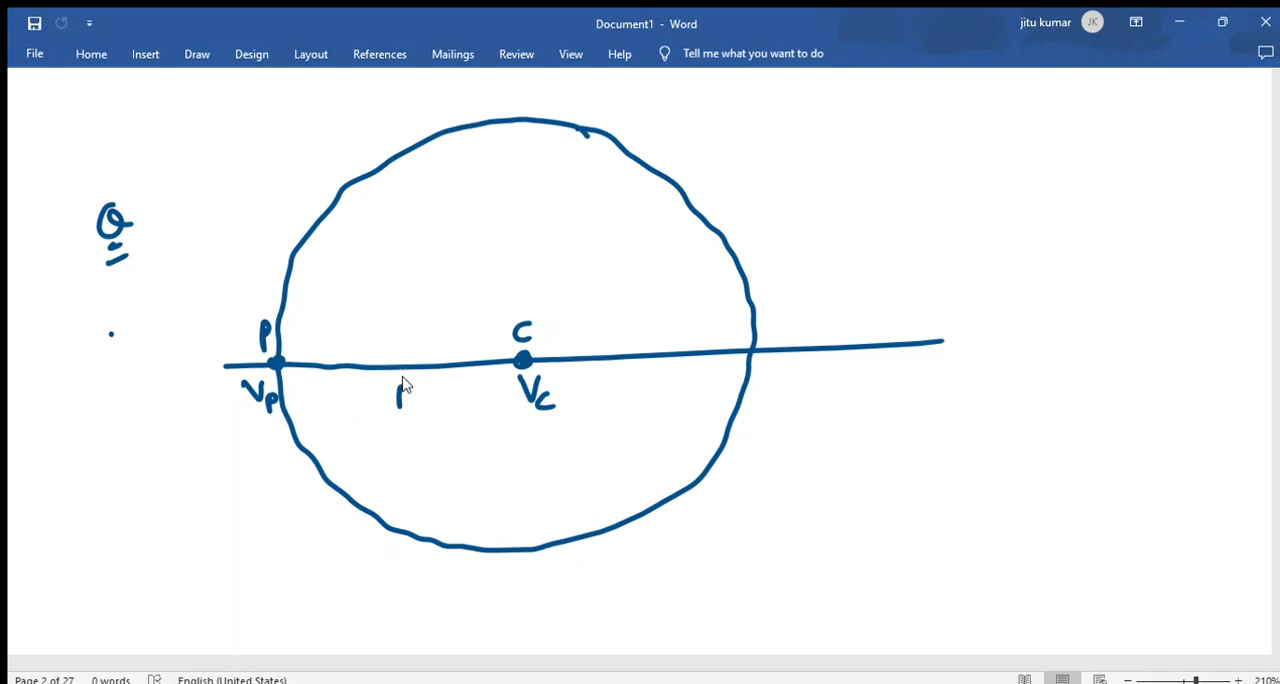 Document1 - Word
jitu kumar
JK
File Home Insert Draw Design Layout References Mailings Review View Help Tell me what you want to do
Q
P
C
Vp
Vc
Page 2 of 27 0 words English (United States)
210%